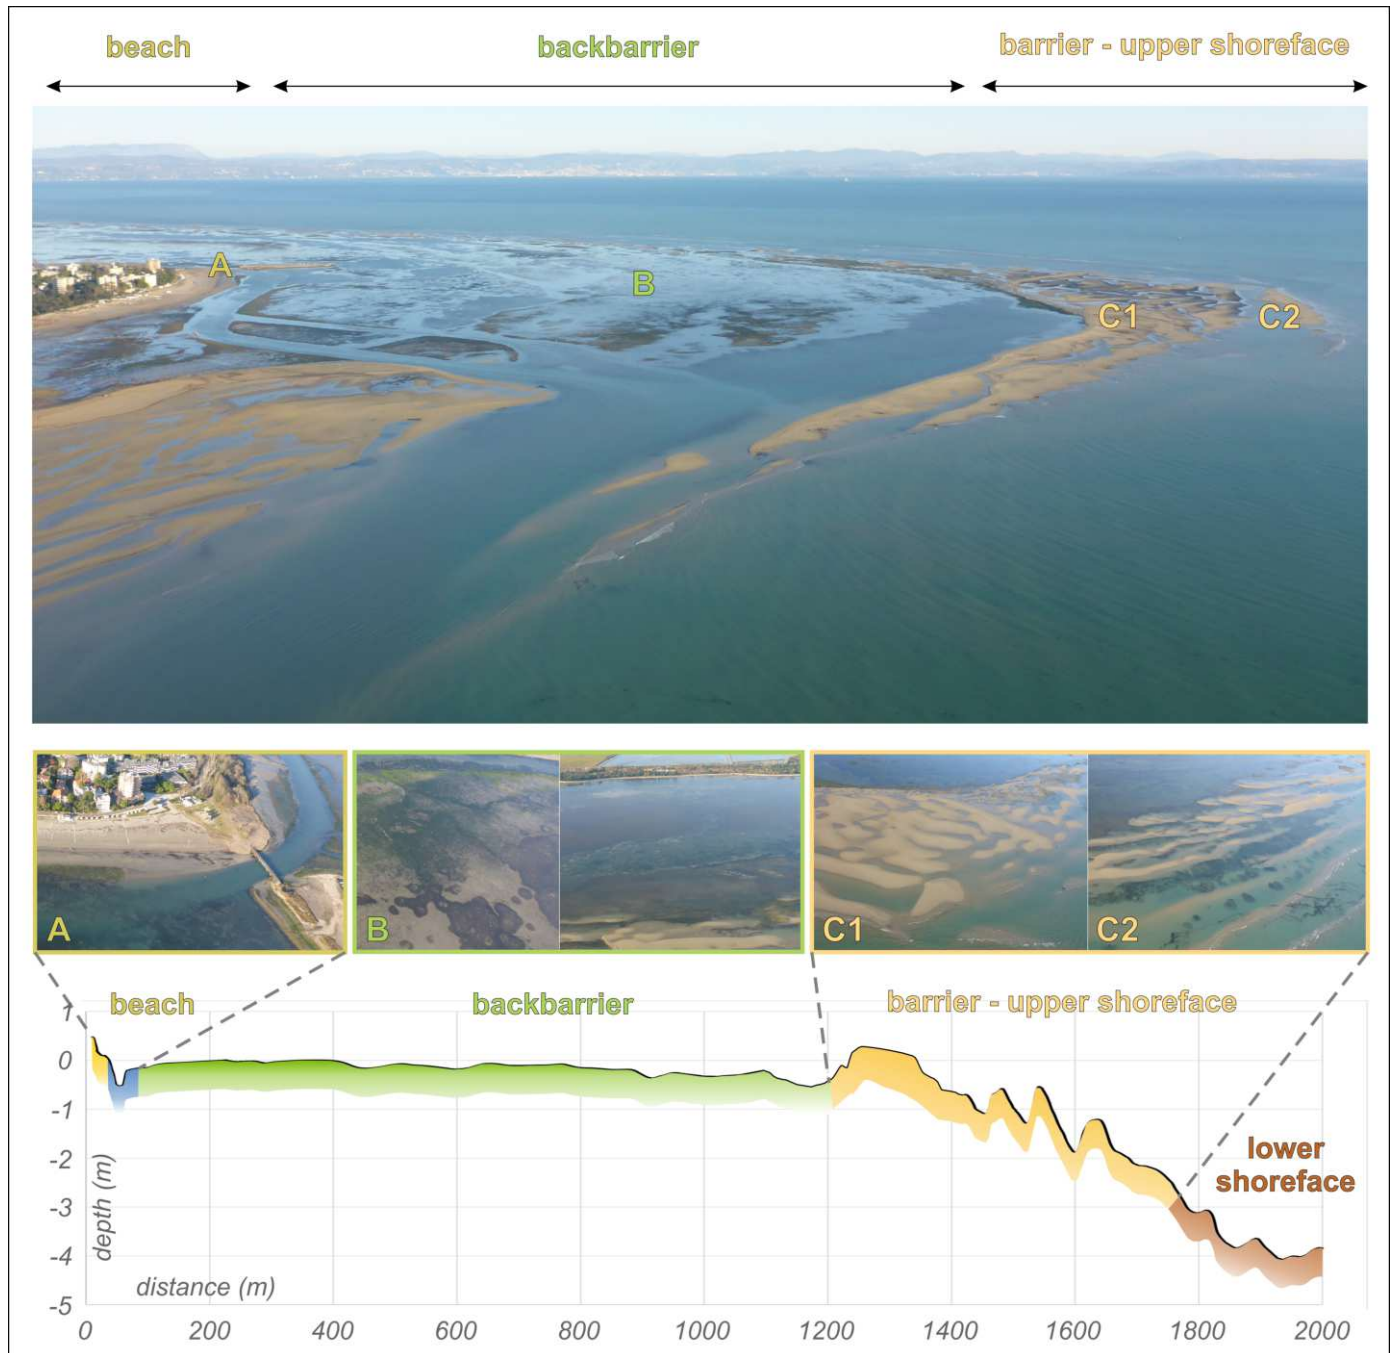 beach
backbarrier
barrier - upper shoreface
A
B
C1
C2
A
B
C1
C2
beach
backbarrier
barrier - upper shoreface
lower
shoreface
1
0
-1
-2
-3
-4
-5
depth (m)
distance (m)
0
200
400
600
800
1000
1200
1400
1600
1800
2000